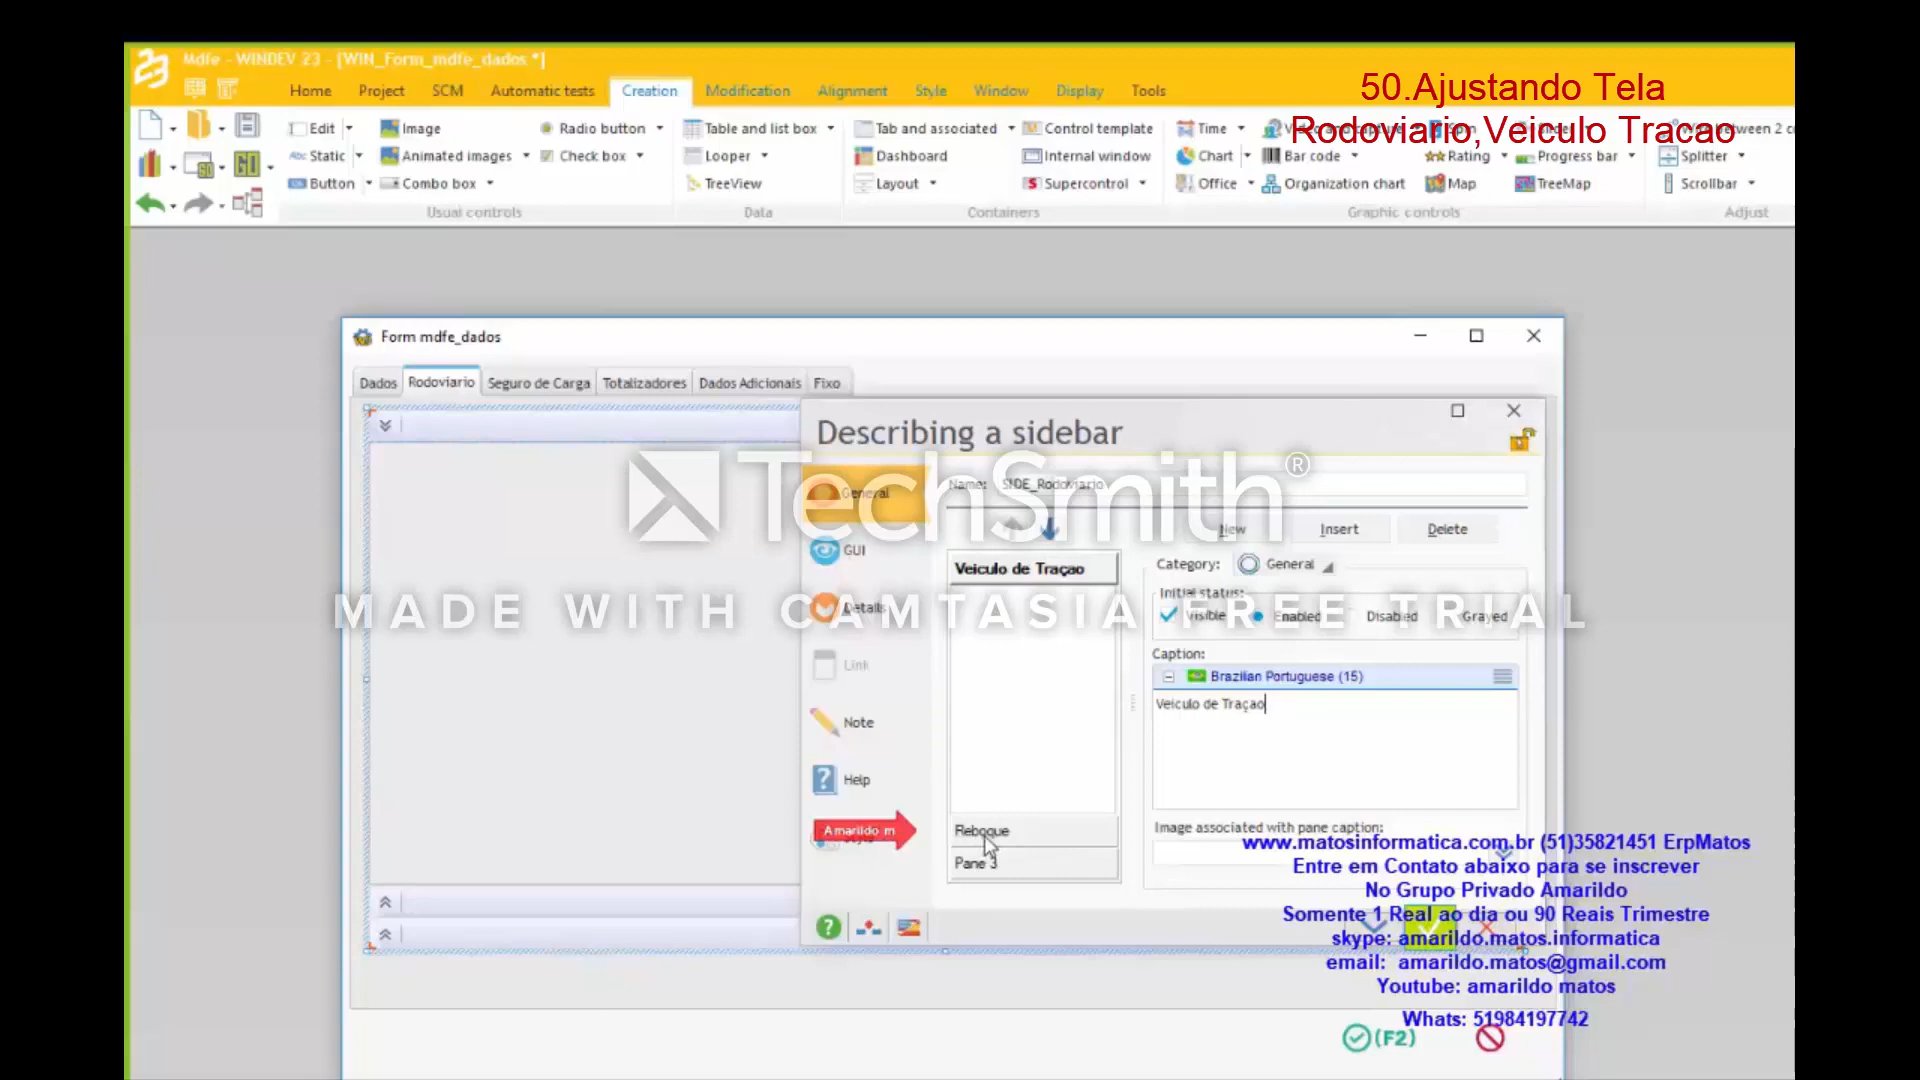 Mdfe - WINDEV 23 - [WIN_Form_mdfe_dados *]
50.Ajustando Tela
Rodoviario,Veiculo Tracao
Home Project SCM Automatic tests Creation Modification Alignment Style Window Display Tools
Edit Image Radio button Table and list box Tab and associated Control template Time between 2
Static Animated images Check box Looper Dashboard Internal window Chart Bar code Rating Progress bar Splitter
Button Combo box TreeView Layout Supercontrol Office Organization chart Map TreeMap Scrollbar
Usual controls Data Containers Graphic controls Adjust
Form mdfe_dados
Dados Rodoviario Seguro de Carga Totalizadores Dados Adicionais Fixo
Describing a sidebar
TechSmith®
General Name: SIDE_Rodoviario
New Insert Delete
GUI
Veiculo de Traçao Category: General
Initial status:
MADE WITH CAMTASIA FREE TRIAL
Details Visible Enabled Disabled Grayed
Caption:
Link
Brazilian Portuguese (15)
Veiculo de Traçao
Note
Help
Amarildo m
Reboque
Image associated with pane caption:
Pane 3
www.matosinformatica.com.br (51)35821451 ErpMatos
Entre em Contato abaixo para se inscrever
No Grupo Privado Amarildo
Somente 1 Real ao dia ou 90 Reais Trimestre
skype: amarildo.matos.informatica
email: amarildo.matos@gmail.com
Youtube: amarildo matos
Whats: 51984197742
(F2)